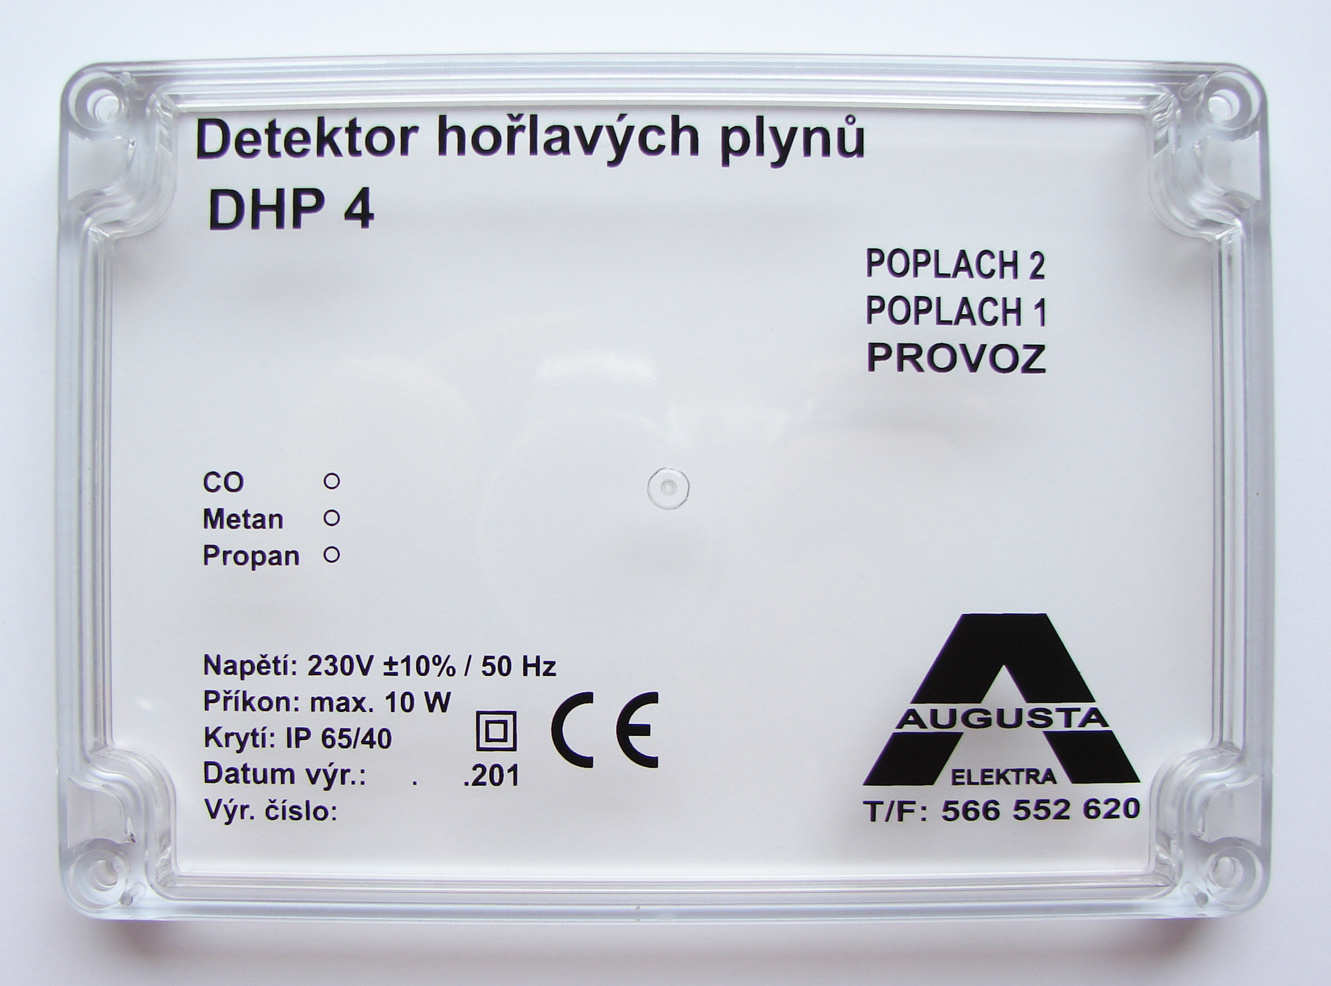 Detektor hořlavých plynů
DHP 4
POPLACH 2
POPLACH 1
PROVOZ
CO
Metan
Propan
Napětí: 230V ±10% / 50 Hz
Příkon: max. 10 W
Krytí: IP 65/40
Datum výr.: . .201
Výr. číslo:
CE
AUGUSTA
ELEKTRA
T/F: 566 552 620